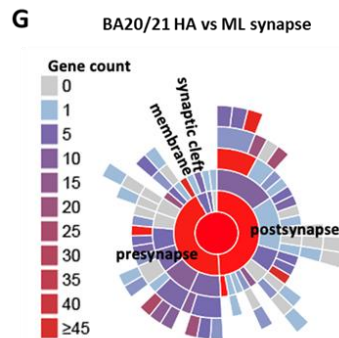 G
BA20/21 HA vs ML synapse
Gene count
0
1
5
10
15
20
25
30
35
40
≥45
synaptic cleft
membrane
postsynapse
presynapse